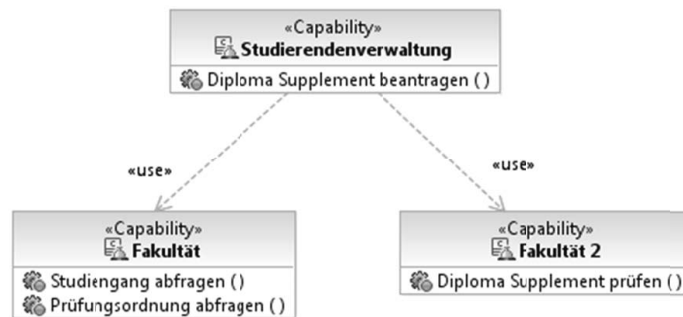 «Capability»
Studierendenverwaltung
Diploma Supplement beantragen ( )
«use»
«use»
«Capability»
Fakultät
Studiengang abfragen ( )
Prüfungsordnung abfragen ( )
«Capability»
Fakultät 2
Diploma Supplement prüfen ( )